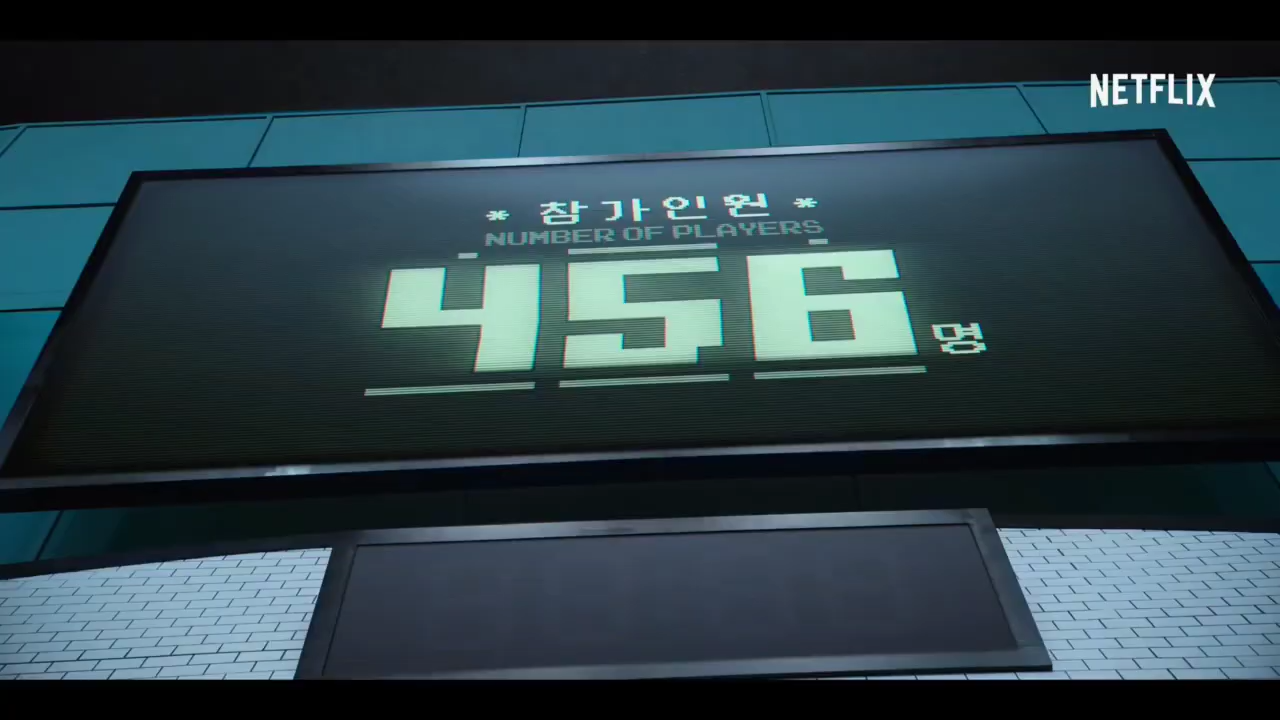 NETFLIX
* 참가인원 *
NUMBER OF PLAYERS
456명